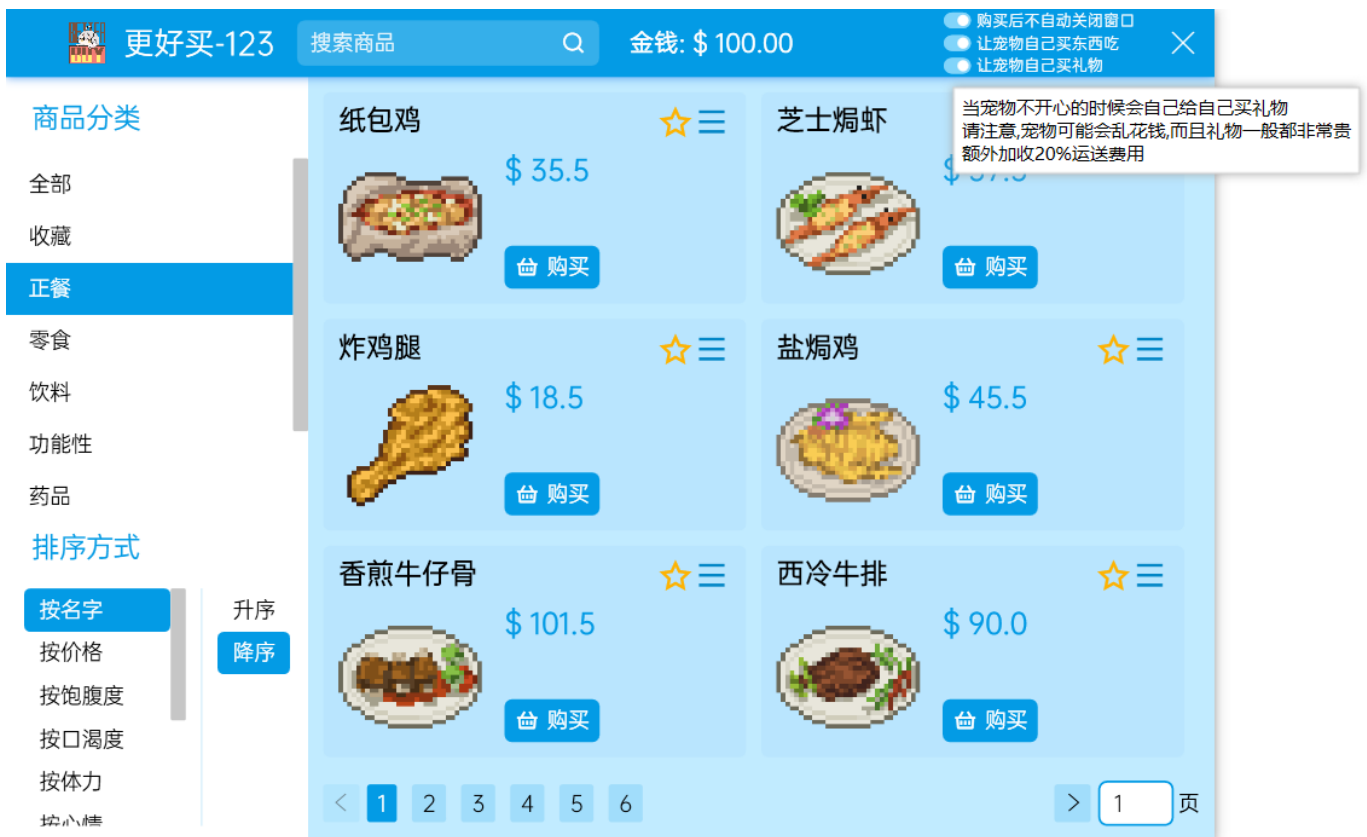 更好买-123
搜索商品
金钱: $ 100.00
购买后不自动关闭窗口
让宠物自己买东西吃
让宠物自己买礼物
当宠物不开心的时候会自己给自己买礼物
请注意,宠物可能会乱花钱,而且礼物一般都非常贵
额外加收20%运送费用
商品分类
全部
收藏
正餐
零食
饮料
功能性
药品
排序方式
按名字
按价格
按饱腹度
按口渴度
按体力
按心情
升序
降序
纸包鸡
$ 35.5
购买
芝士焗虾
购买
炸鸡腿
$ 18.5
购买
盐焗鸡
$ 45.5
购买
香煎牛仔骨
$ 101.5
购买
西冷牛排
$ 90.0
购买
1 2 3 4 5 6
1 页